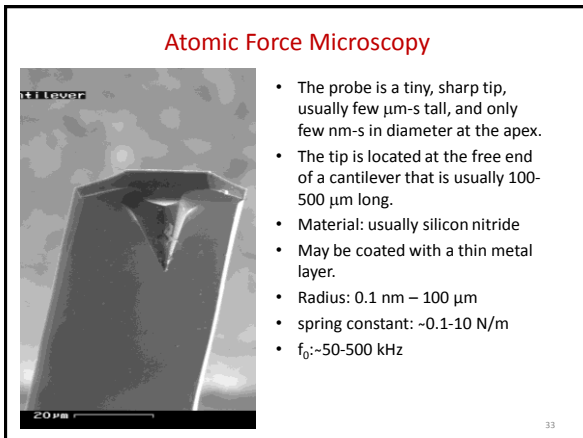 Atomic Force Microscopy
ntilever
• The probe is a tiny, sharp tip,
usually few μm-s tall, and only
few nm-s in diameter at the apex.
• The tip is located at the free end
of a cantilever that is usually 100-
500 μm long.
• Material: usually silicon nitride
• May be coated with a thin metal
layer.
• Radius: 0.1 nm – 100 μm
• spring constant: ~0.1-10 N/m
• f₀:~50-500 kHz
20μm
33